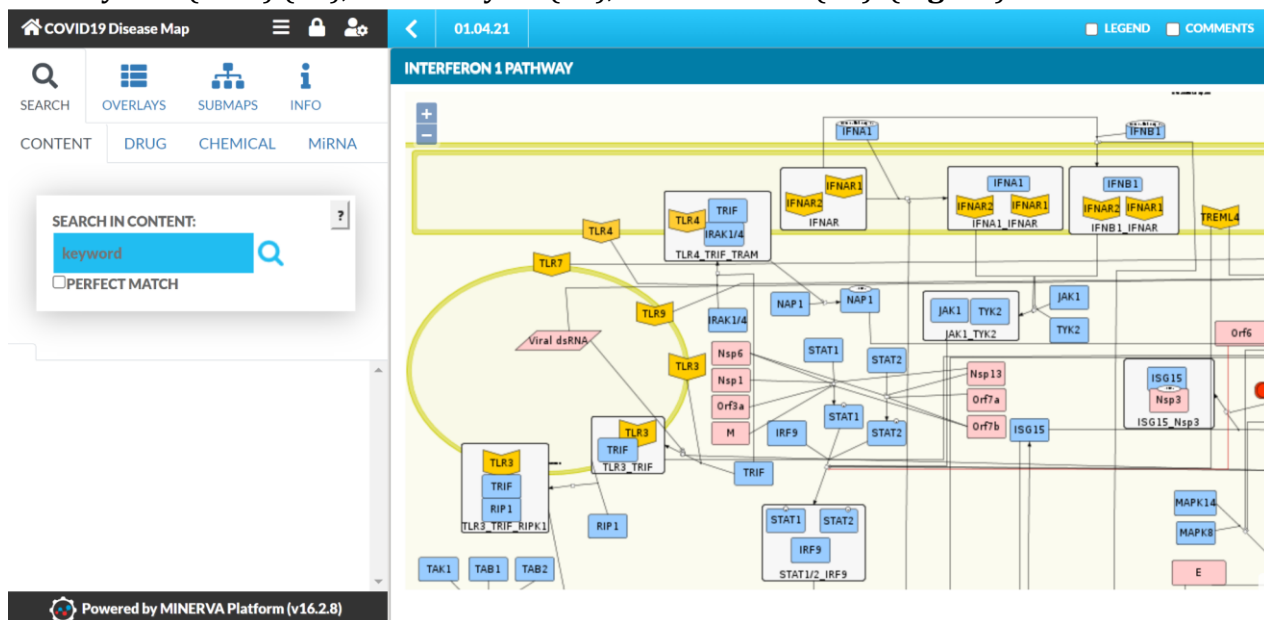 COVID19 Disease Map
01.04.21
LEGEND
COMMENTS
SEARCH
OVERLAYS
SUBMAPS
INFO
INTERFERON 1 PATHWAY
CONTENT
DRUG
CHEMICAL
MiRNA
SEARCH IN CONTENT:
?
keyword
PERFECT MATCH
+
−
IFNA1
IFNB1
IFNAR1
IFNAR2
IFNAR
IFNA1
IFNAR2
IFNAR1
IFNA1_IFNAR
IFNB1
IFNAR2
IFNAR1
IFNB1_IFNAR
TREML4
TRIF
TLR4
IRAK1/4
TLR4_TRIF_TRAM
TLR4
TLR7
TLR9
IRAK1/4
NAP1
NAP1
JAK1
TYK2
JAK1_TYK2
JAK1
TYK2
Orf6
Viral dsRNA
TLR3
Nsp6
Nsp1
Orf3a
M
STAT1
STAT2
Nsp13
Orf7a
Orf7b
ISG15
ISG15
Nsp3
ISG15_Nsp3
STAT1
STAT2
IRF9
TLR3
TRIF
TLR3_TRIF
TRIF
TLR3
TRIF
RIP1
TLR3_TRIF_RIPK1
RIP1
STAT1
STAT2
IRF9
STAT1/2_IRF9
MAPK14
MAPK8
E
TAK1
TAB1
TAB2
Powered by MINERVA Platform (v16.2.8)